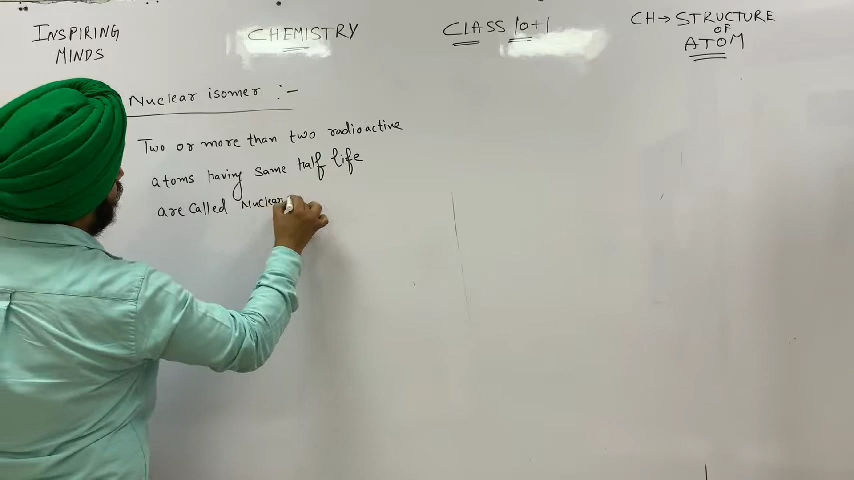 INSPIRING
MINDS
CHEMISTRY
CLASS 10+1
CH→ STRUCTURE
OF
ATOM
Nuclear isomer :-
Two or more than two radioactive
atoms having same half life
are called Nuclear